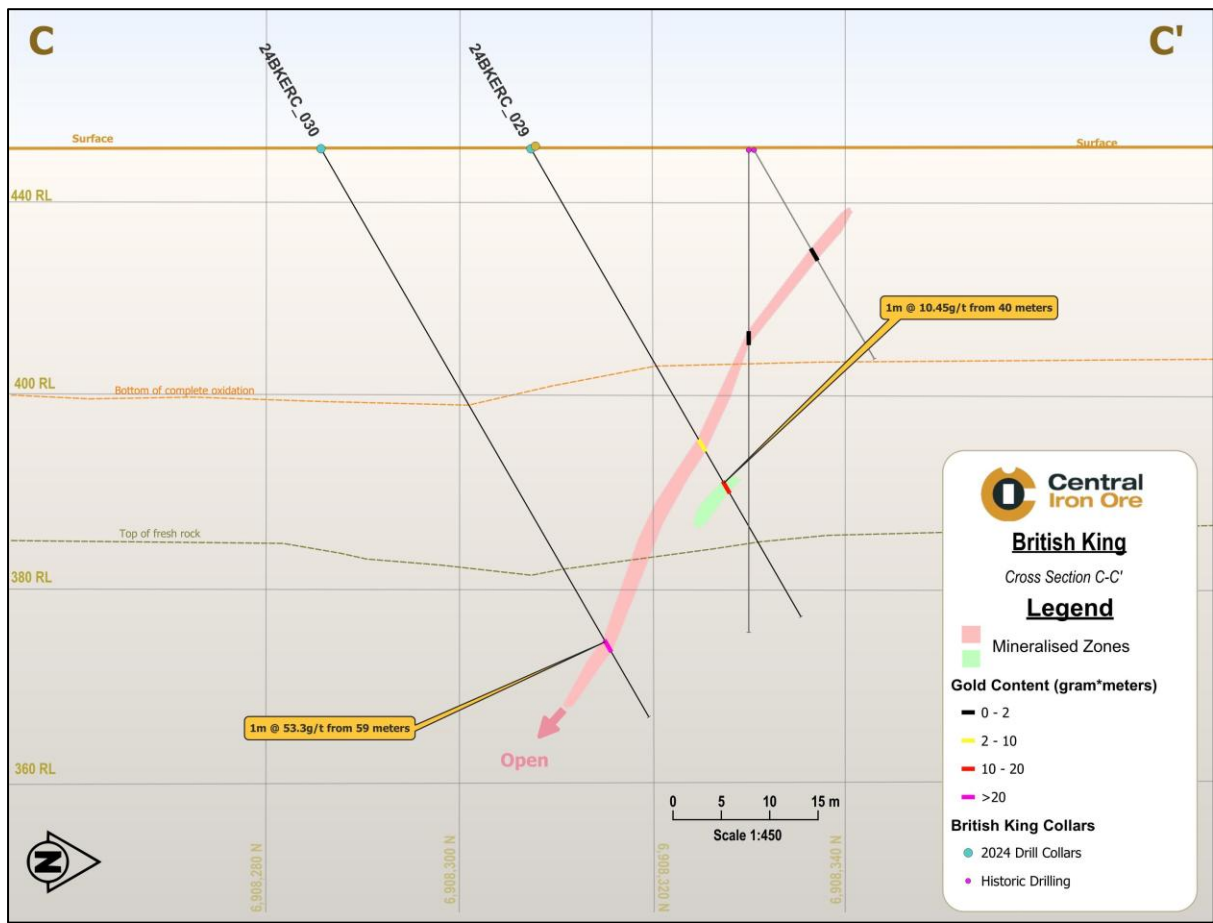 C
C'
24BKERC_030
24BKERC_029
Surface
Surface
440 RL
1m @ 10.45g/t from 40 meters
400 RL
Bottom of complete oxidation
Top of fresh rock
380 RL
1m @ 53.3g/t from 59 meters
Open
360 RL
0 5 10 15 m
Scale 1:450
6,908,280 N
6,908,300 N
6,908,320 N
6,908,340 N
N
Central
Iron Ore
British King
Cross Section C-C'
Legend
Mineralised Zones
Gold Content (gram*meters)
0 - 2
2 - 10
10 - 20
>20
British King Collars
2024 Drill Collars
Historic Drilling